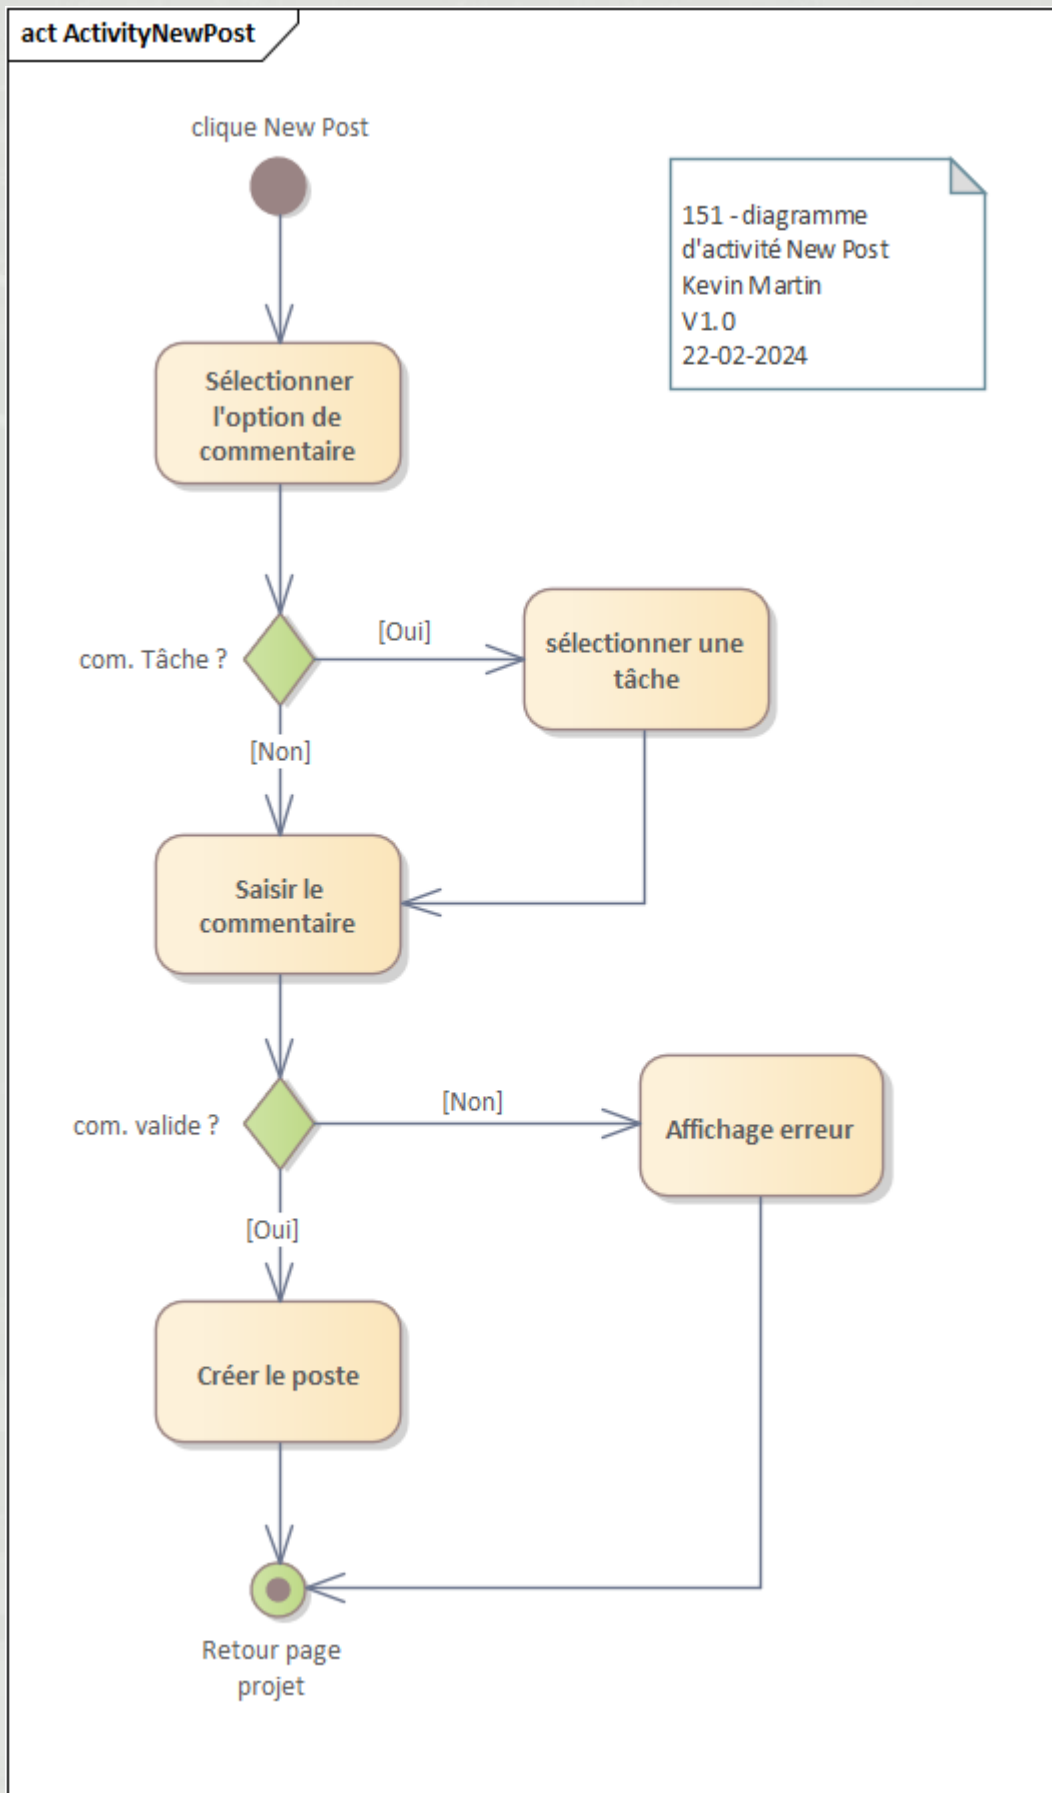 act ActivityNewPost
clique New Post
151 - diagramme
d'activité New Post
Kevin Martin
V1.0
22-02-2024
Sélectionner
l'option de
commentaire
com. Tâche ?
[Oui]
sélectionner une
tâche
[Non]
Saisir le
commentaire
com. valide ?
[Non]
Affichage erreur
[Oui]
Créer le poste
Retour page
projet